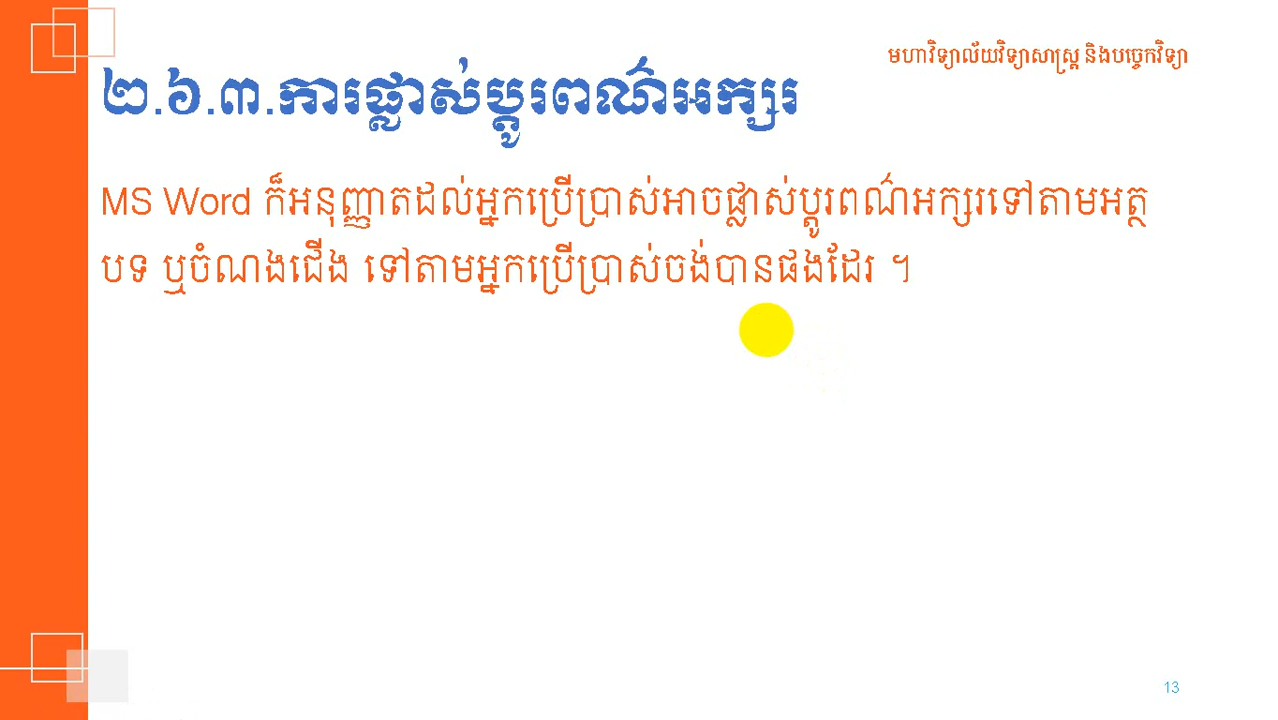 មហាវិទ្យាល័យវិទ្យាសាស្ត្រ និងបច្ចេកវិទ្យា
២.៦.៣.ការផ្លាស់ប្តូរពណ៌អក្សរ
MS Word ក៏អនុញ្ញាតដល់អ្នកប្រើប្រាស់អាចផ្លាស់ប្តូរពណ៌អក្សរទៅតាមអត្ថ
បទ ឬចំណងជើង ទៅតាមអ្នកប្រើប្រាស់ចង់បានផងដែរ ។
13